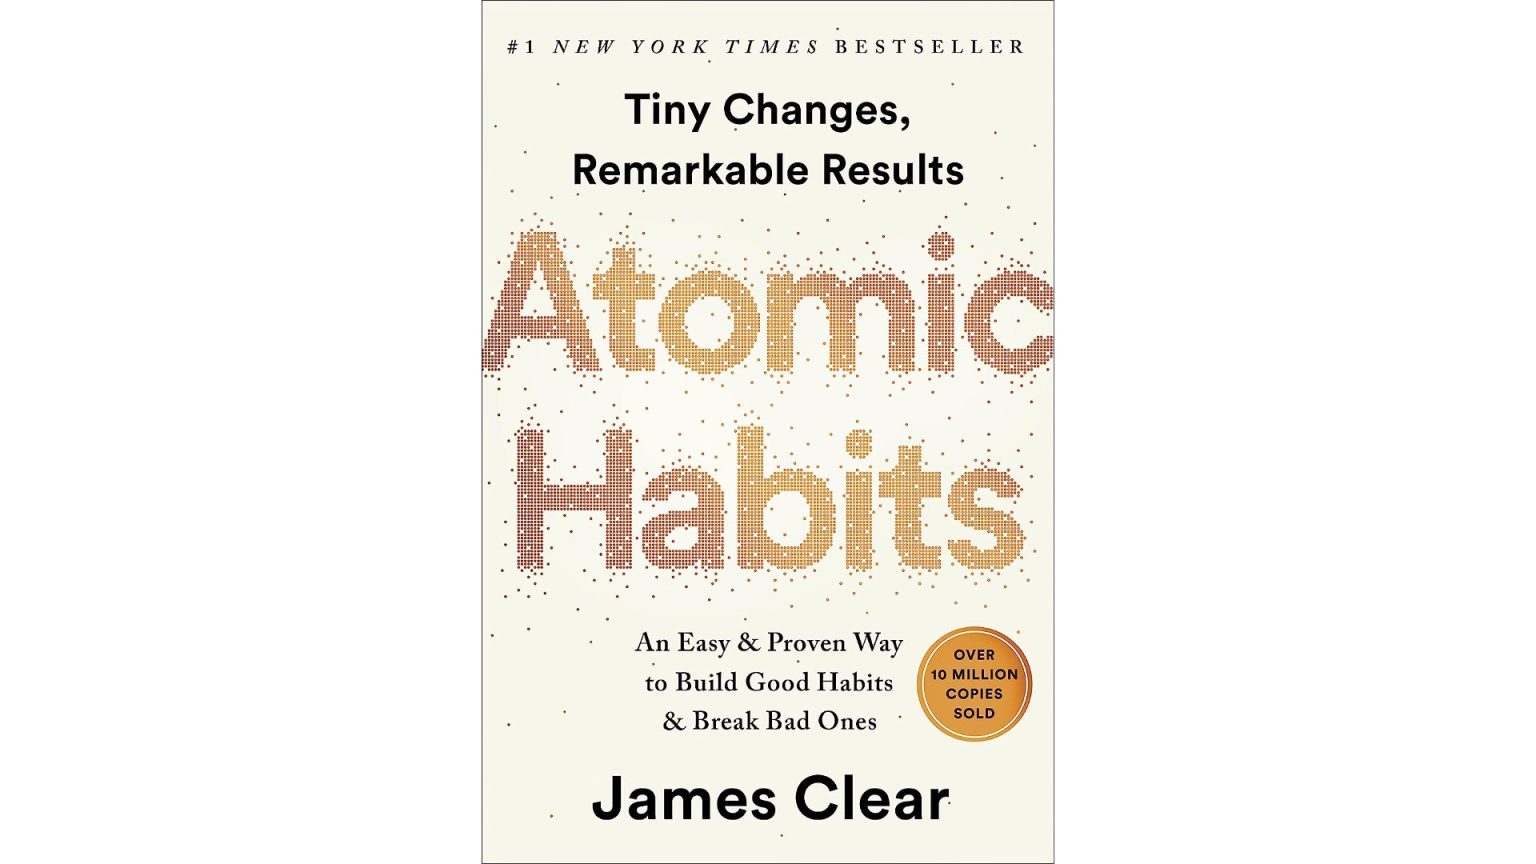 #1 NEW YORK TIMES BESTSELLER
Tiny Changes,
Remarkable Results
Atomic
Habits
An Easy & Proven Way
to Build Good Habits
& Break Bad Ones
OVER
10 MILLION
COPIES
SOLD
James Clear